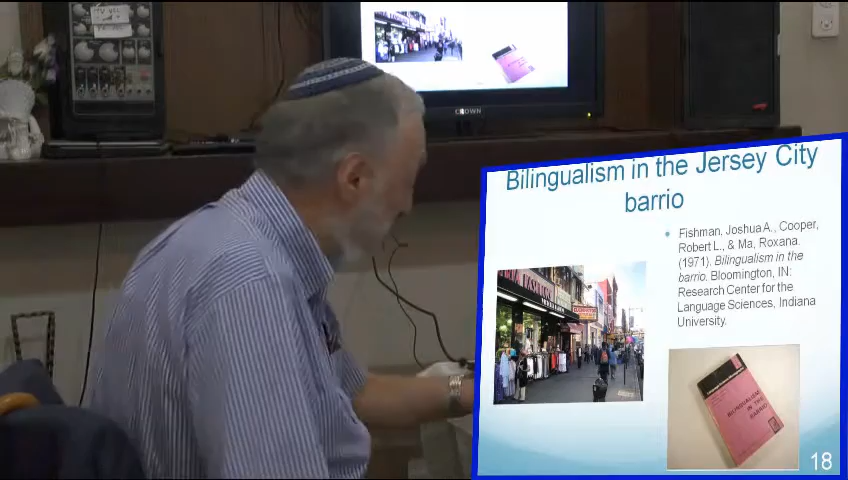 CROWN
Bilingualism in the Jersey City
barrio
• Fishman, Joshua A., Cooper,
Robert L., & Ma, Roxana.
(1971). Bilingualism in the
barrio. Bloomington, IN:
Research Center for the
Language Sciences, Indiana
University.
BILINGUALISM
IN THE
BARRIO
18